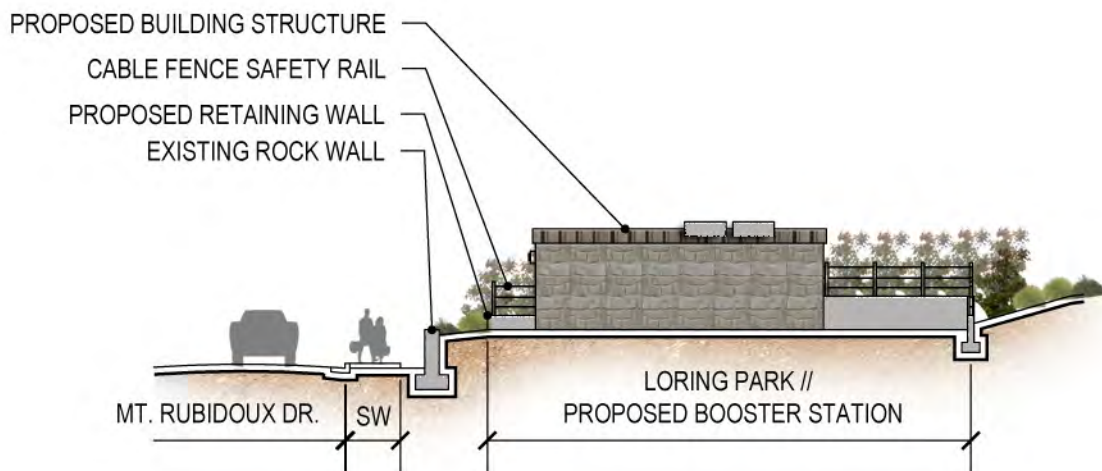 PROPOSED BUILDING STRUCTURE
CABLE FENCE SAFETY RAIL
PROPOSED RETAINING WALL
EXISTING ROCK WALL
MT. RUBIDOUX DR.
SW
LORING PARK //
PROPOSED BOOSTER STATION